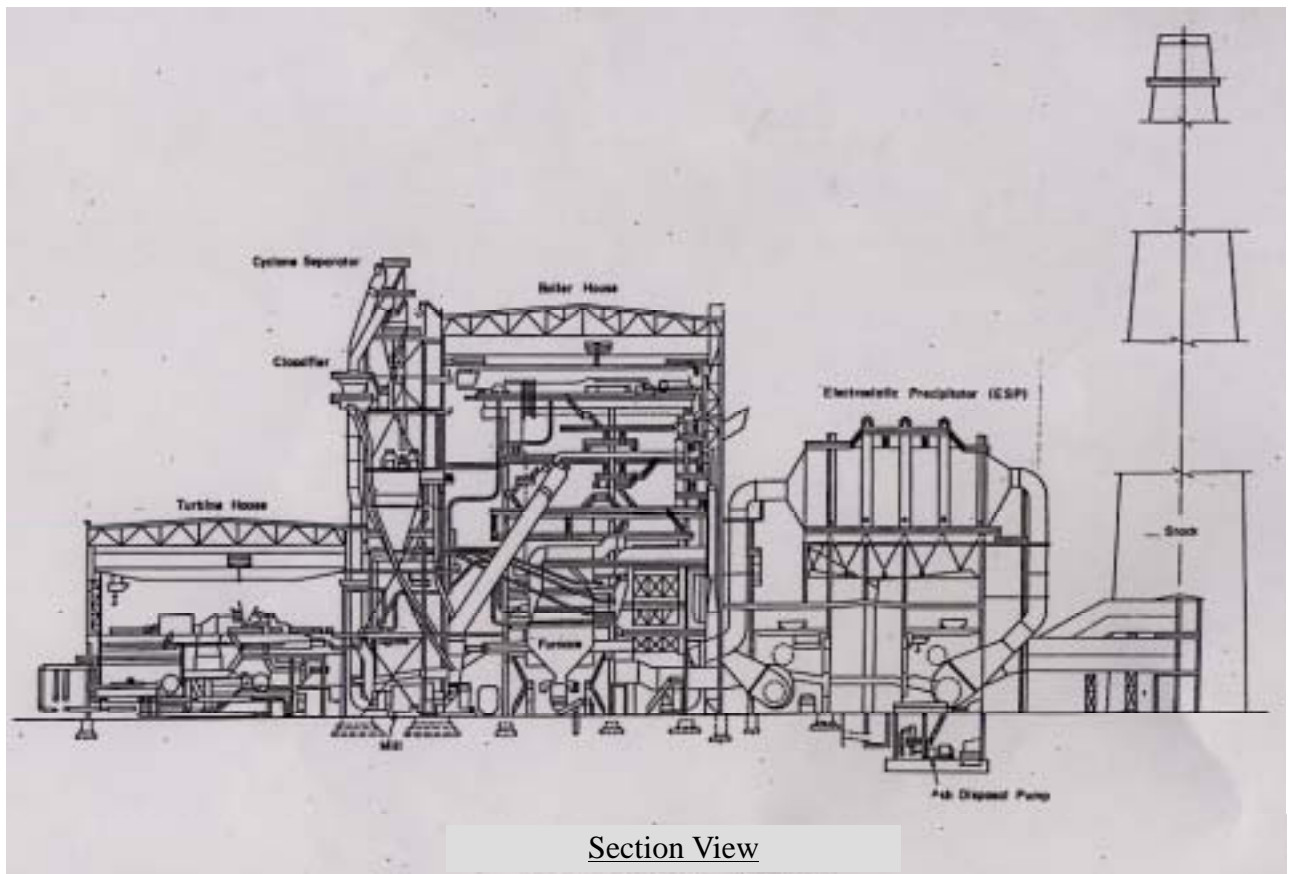 Cyclone Separator
Boiler House
Classifier
Electrostatic Precipitator (ESP)
Turbine House
Stack
Furnace
Mill
Ash Disposal Pump
Section View